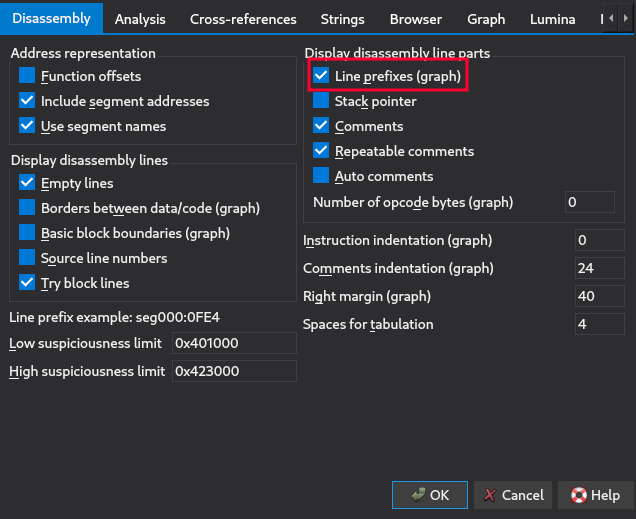 Disassembly Analysis Cross-references Strings Browser Graph Lumina
Address representation
Function offsets
Include segment addresses
Use segment names
Display disassembly lines
Empty lines
Borders between data/code (graph)
Basic block boundaries (graph)
Source line numbers
Try block lines
Line prefix example: seg000:0FE4
Low suspiciousness limit 0x401000
High suspiciousness limit 0x423000
Display disassembly line parts
Line prefixes (graph)
Stack pointer
Comments
Repeatable comments
Auto comments
Number of opcode bytes (graph) 0
Instruction indentation (graph) 0
Comments indentation (graph) 24
Right margin (graph) 40
Spaces for tabulation 4
OK Cancel Help